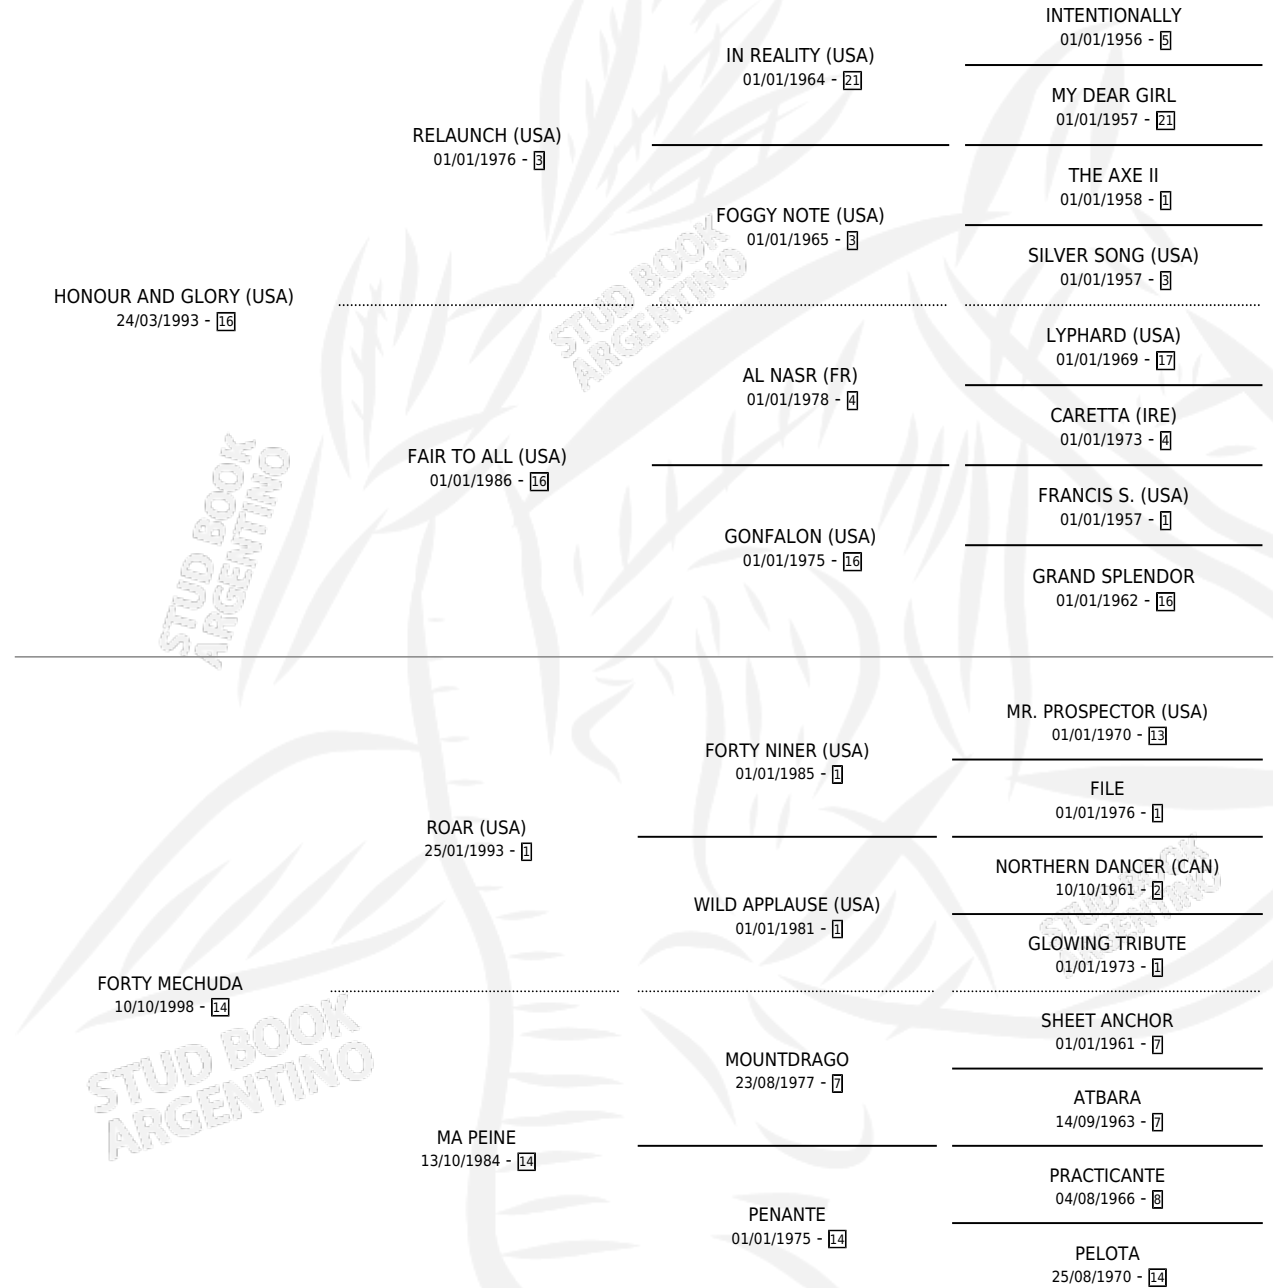 INTENTIONALLY
01/01/1956 - 5
IN REALITY (USA)
01/01/1964 - 21
MY DEAR GIRL
01/01/1957 - 21
RELAUNCH (USA)
01/01/1976 - 3
THE AXE II
01/01/1958 - 1
FOGGY NOTE (USA)
01/01/1965 - 3
SILVER SONG (USA)
01/01/1957 - 3
HONOUR AND GLORY (USA)
24/03/1993 - 16
LYPHARD (USA)
01/01/1969 - 17
AL NASR (FR)
01/01/1978 - 4
CARETTA (IRE)
01/01/1973 - 4
FAIR TO ALL (USA)
01/01/1986 - 16
FRANCIS S. (USA)
01/01/1957 - 1
GONFALON (USA)
01/01/1975 - 16
GRAND SPLENDOR
01/01/1962 - 16
STUD BOOK
ARGENTINO
STUD BOOK
ARGENTINO
MR. PROSPECTOR (USA)
01/01/1970 - 13
FORTY NINER (USA)
01/01/1985 - 1
FILE
01/01/1976 - 1
ROAR (USA)
25/01/1993 - 1
NORTHERN DANCER (CAN)
10/10/1961 - 2
WILD APPLAUSE (USA)
01/01/1981 - 1
GLOWING TRIBUTE
01/01/1973 - 1
STUD BOOK
ARGENTINO
FORTY MECHUDA
10/10/1998 - 14
SHEET ANCHOR
01/01/1961 - 7
MOUNTDRAGO
23/08/1977 - 7
ATBARA
14/09/1963 - 7
STUD BOOK
ARGENTINO
MA PEINE
13/10/1984 - 14
PRACTICANTE
04/08/1966 - 8
PENANTE
01/01/1975 - 14
PELOTA
25/08/1970 - 14